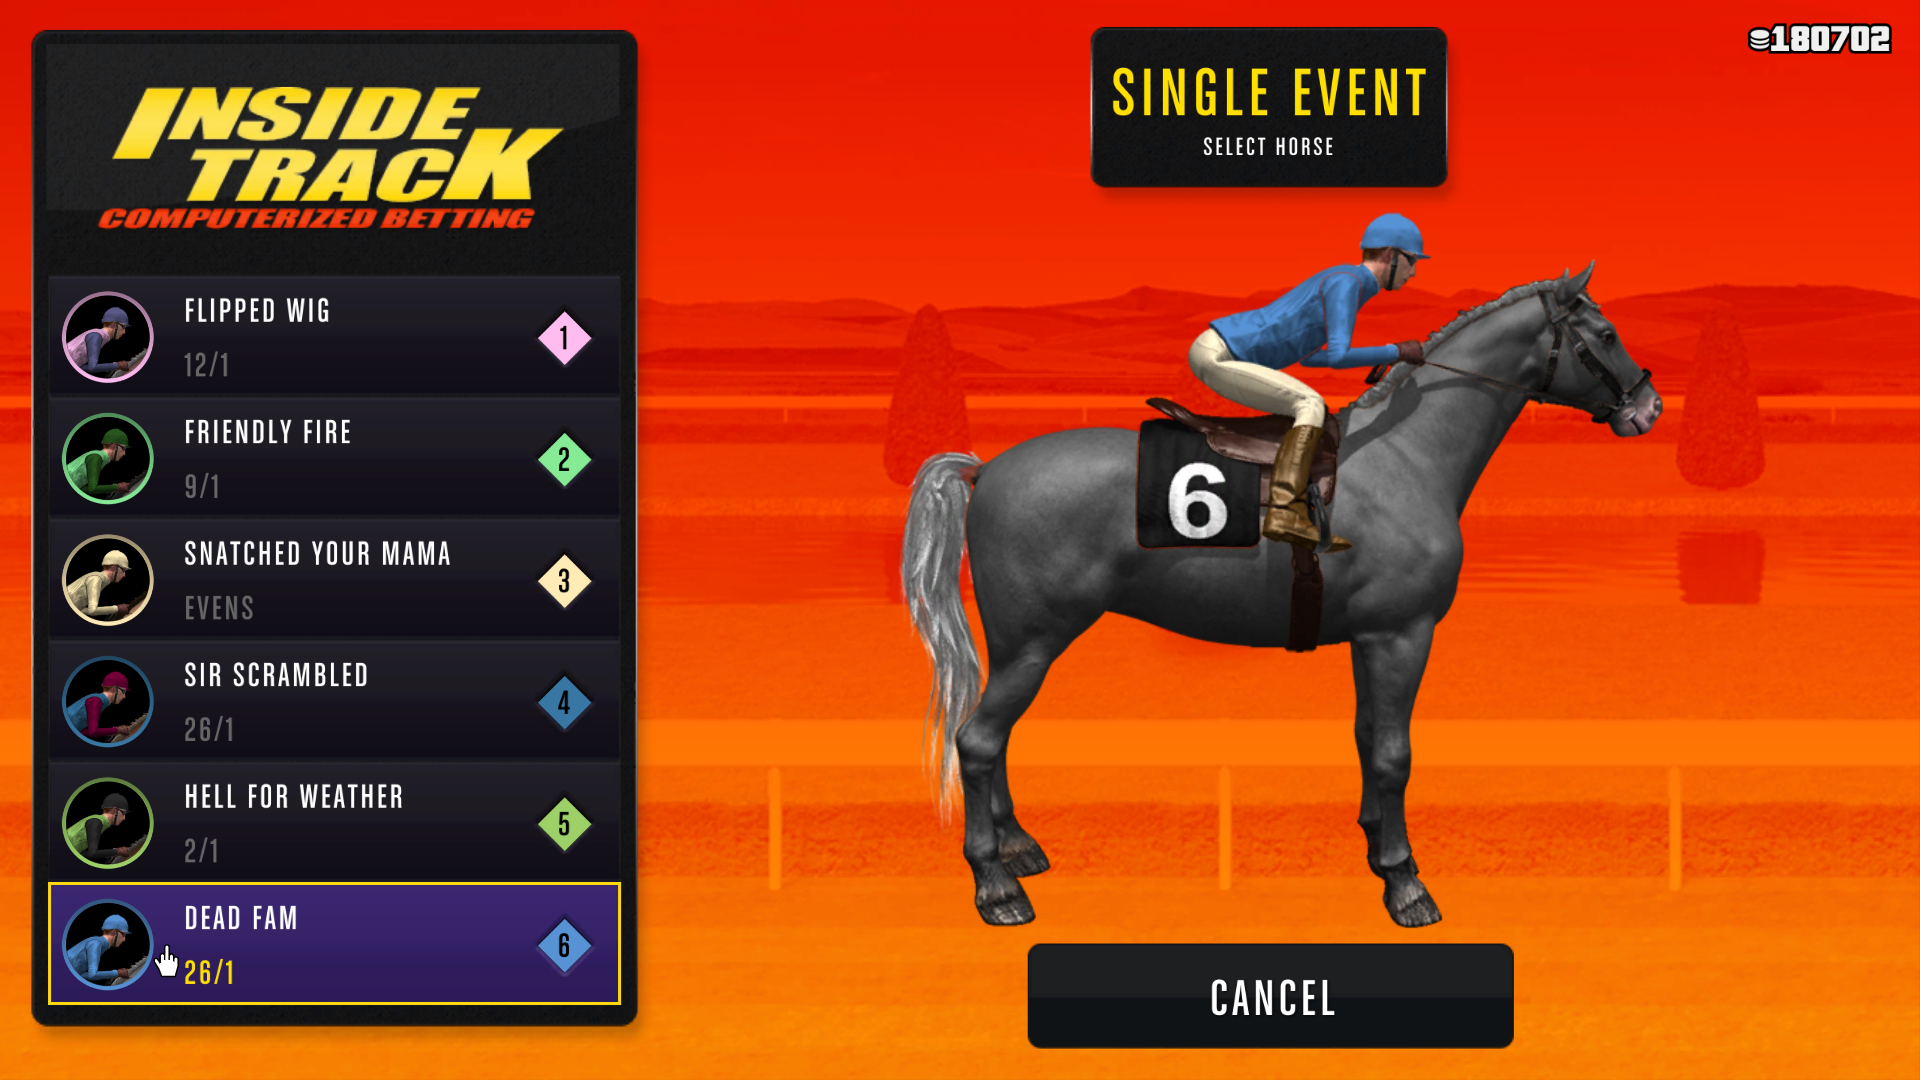 INSIDE
TRACK
COMPUTERIZED BETTING
FLIPPED WIG
12/1
1
FRIENDLY FIRE
9/1
2
SNATCHED YOUR MAMA
EVENS
3
SIR SCRAMBLED
26/1
4
HELL FOR WEATHER
2/1
5
DEAD FAM
26/1
6
SINGLE EVENT
SELECT HORSE
180702
6
CANCEL